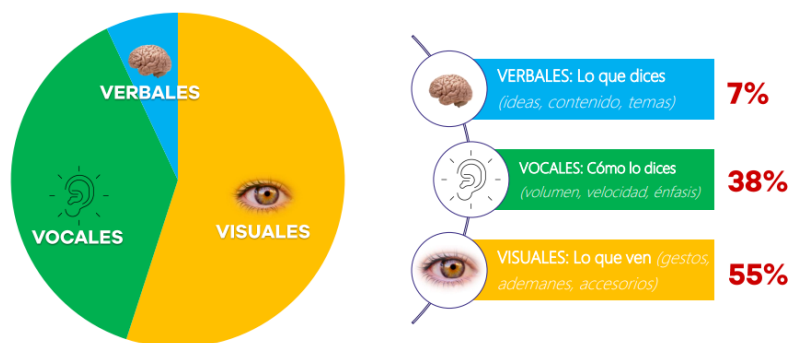 VERBALES
VOCALES
VISUALES
VERBALES: Lo que dices
(ideas, contenido, temas)
7%
VOCALES: Cómo lo dices
(volumen, velocidad, énfasis)
38%
VISUALES: Lo que ven (gestos,
ademanes, accesorios)
55%